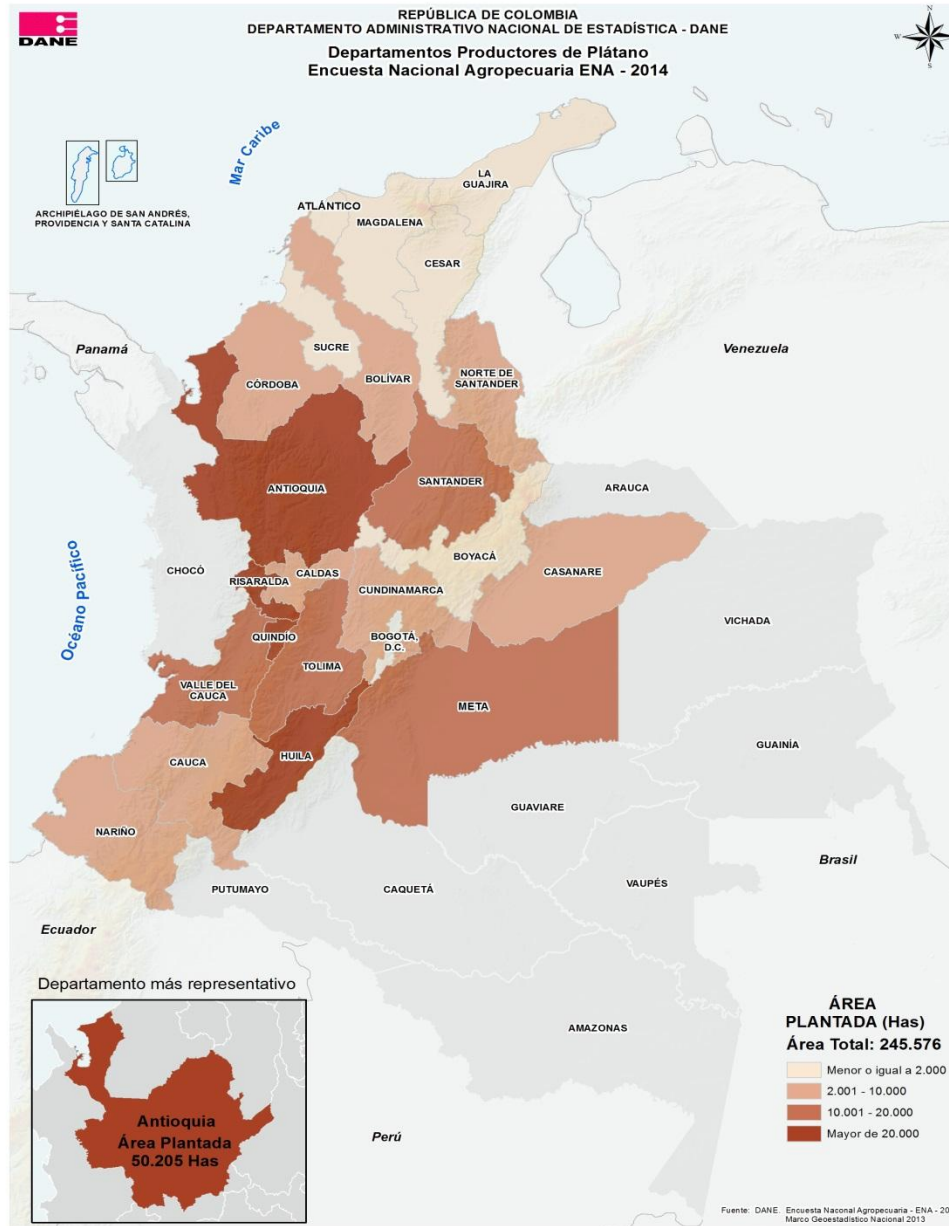 DANE
REPÚBLICA DE COLOMBIA
DEPARTAMENTO ADMINISTRATIVO NACIONAL DE ESTADÍSTICA - DANE
Departamentos Productores de Plátano
Encuesta Nacional Agropecuaria ENA - 2014
N
W
E
S
Mar Caribe
ARCHIPIÉLAGO DE SAN ANDRÉS,
PROVIDENCIA Y SANTA CATALINA
LA
GUAJIRA
ATLÁNTICO
MAGDALENA
CESAR
Panamá
SUCRE
Venezuela
CÓRDOBA
BOLÍVAR
NORTE DE
SANTANDER
ANTIOQUIA
SANTANDER
ARAUCA
CHOCÓ
BOYACÁ
RISARALDA
CALDAS
CUNDINAMARCA
CASANARE
Océano Pacífico
QUINDÍO
BOGOTÁ,
D.C.
VICHADA
TOLIMA
VALLE DEL
CAUCA
META
GUAINÍA
CAUCA
HUILA
GUAVIARE
NARIÑO
Brasil
PUTUMAYO
CAQUETÁ
VAUPÉS
Ecuador
AMAZONAS
Perú
Departamento más representativo
Antioquia
Área Plantada
50.205 Has
ÁREA
PLANTADA (Has)
Área Total: 245.576
Menor o igual a 2.000
2.001 - 10.000
10.001 - 20.000
Mayor de 20.000
Fuente: DANE. Encuesta Naconal Agropecuaria - ENA - 29
Marco Geoestadístico Nacional 2013